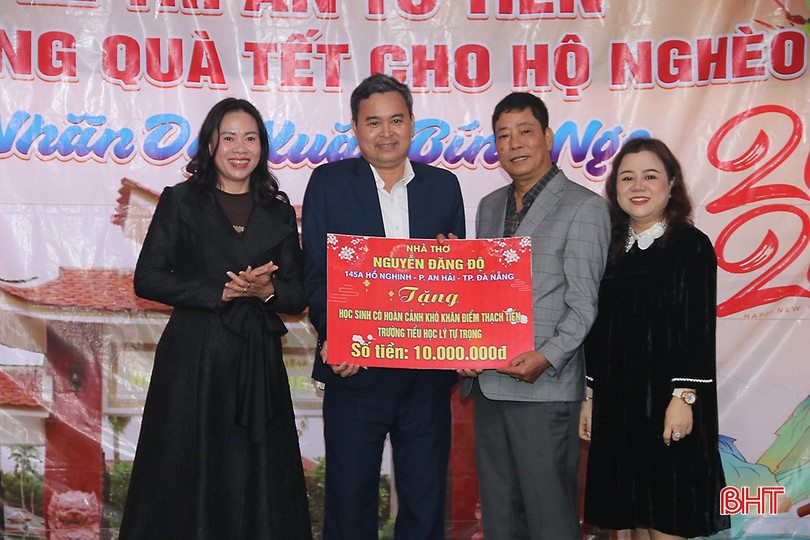 TRI ÂN TỔ TIÊN
NG QUÀ TẾT CHO HỘ NGHÈO
Nhân Dịp Xuân Bính Ngọ
HAPPY NEW
NHÀ THƠ
NGUYỄN ĐĂNG ĐỘ
145A HỒ NGHINH - P. AN HẢI - TP. ĐÀ NẴNG
Tặng
HỌC SINH CÓ HOÀN CẢNH KHÓ KHĂN ĐIỂM THẠCH TIẾN
TRƯỜNG TIỂU HỌC LÝ TỰ TRỌNG
Số tiền: 10.000.000đ
BHT